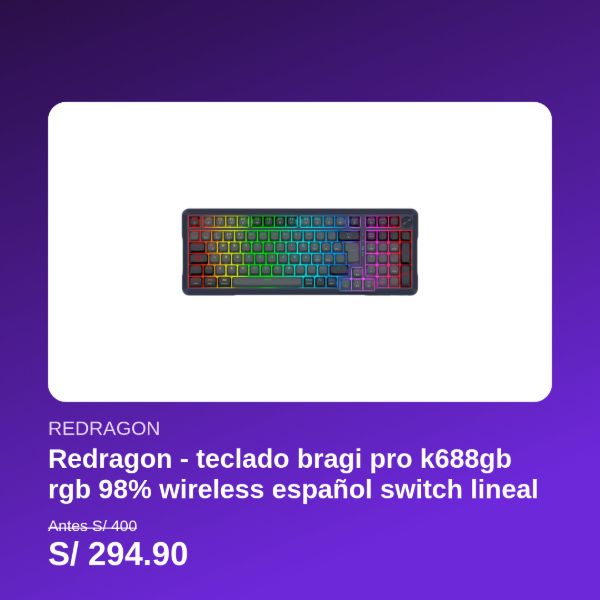 REDRAGON
Redragon - teclado bragi pro k688gb
rgb 98% wireless español switch lineal
Antes S/ 400
S/ 294.90